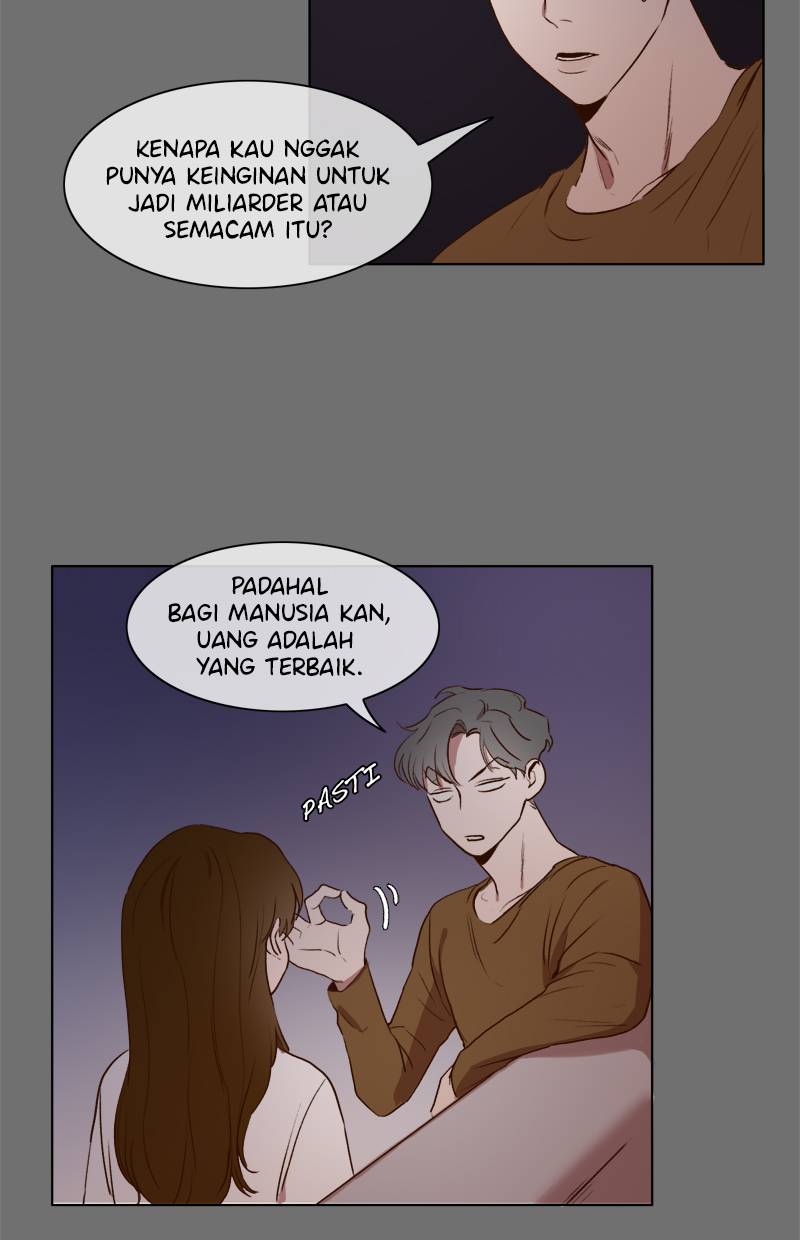 KENAPA KAU NGGAK
PUNYA KEINGINAN UNTUK
JADI MILIARDER ATAU
SEMACAM ITU?
PADAHAL
BAGI MANUSIA KAN,
UANG ADALAH
YANG TERBAIK.
PASTI